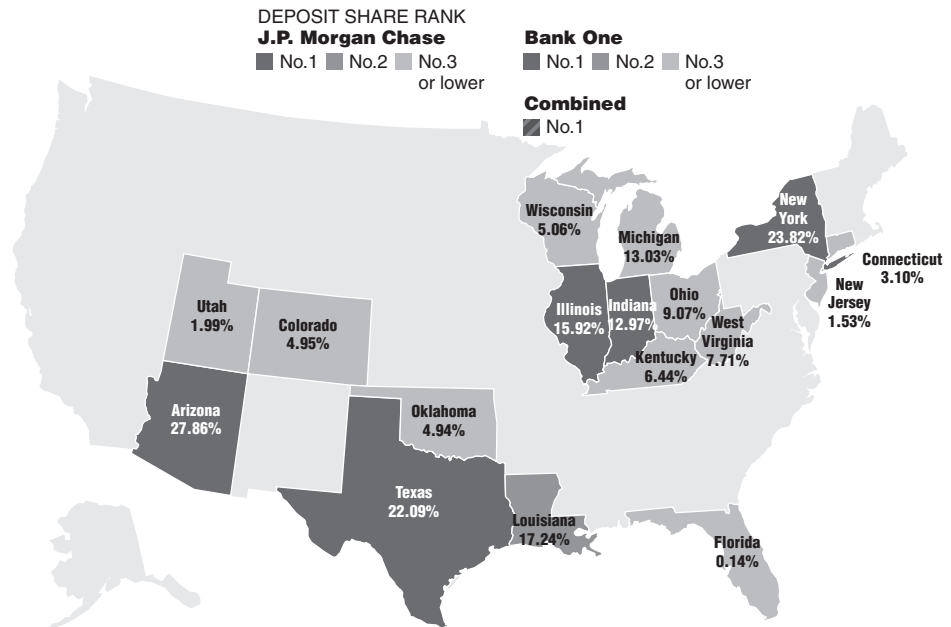 DEPOSIT SHARE RANK
J.P. Morgan Chase
No.1 No.2 No.3
or lower
Bank One
No.1 No.2 No.3
or lower
Combined
No.1
Wisconsin
5.06%
Michigan
13.03%
New
York
23.82%
Connecticut
3.10%
New
Jersey
1.53%
Utah
1.99%
Colorado
4.95%
Illinois
15.92%
Indiana
12.97%
Ohio
9.07%
West
Virginia
7.71%
Kentucky
6.44%
Arizona
27.86%
Oklahoma
4.94%
Texas
22.09%
Louisiana
17.24%
Florida
0.14%